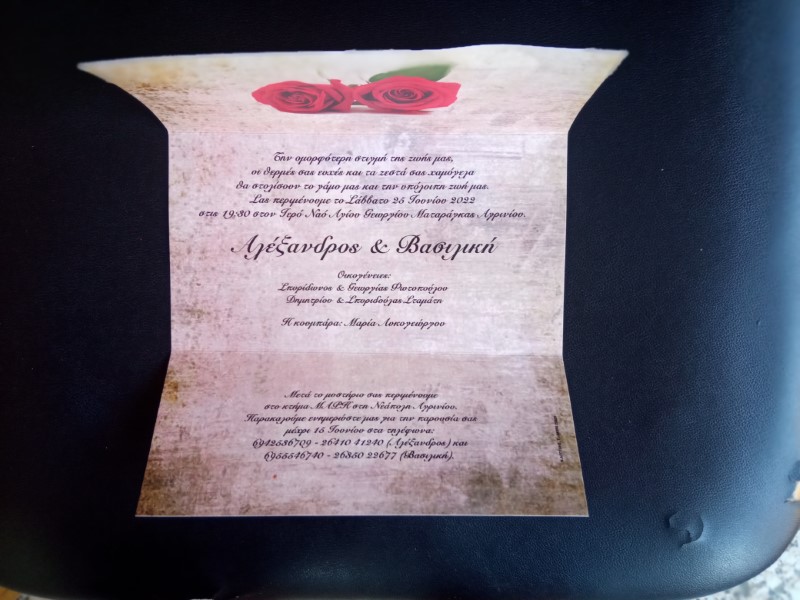 Την ομορφότερη στιγμή της ζωής μας,
οι θερμές σας ευχές και τα ζεστά σας χαμόγελα
θα στολίσουν το γάμο μας και την υπόλοιπη ζωή μας.
Σας περιμένουμε το Σάββατο 25 Ιουνίου 2022
στις 19:30 στον Ιερό Ναό Αγίου Γεωργίου Ματαράγκας Αγρινίου.
Αλέξανδρος & Βασιλική
Οικογένειες:
Σπυρίδωνος & Γεωργίας Φωτοπούλου
Δημητρίου & Σπυριδούλας Σταμάτη
Η κουμπάρα: Μαρία Λυκογεώργου
Μετά το μυστήριο σας περιμένουμε
στο κτήμα ΜΑΡΗ στη Νεάπολη Αγρινίου.
Παρακαλούμε ενημερώστε μας για την παρουσία σας
μέχρι 15 Ιουνίου στα τηλέφωνα:
6942536709 - 26410 41240 (Αλέξανδρος) και
6955546740 - 26350 22677 (Βασιλική).